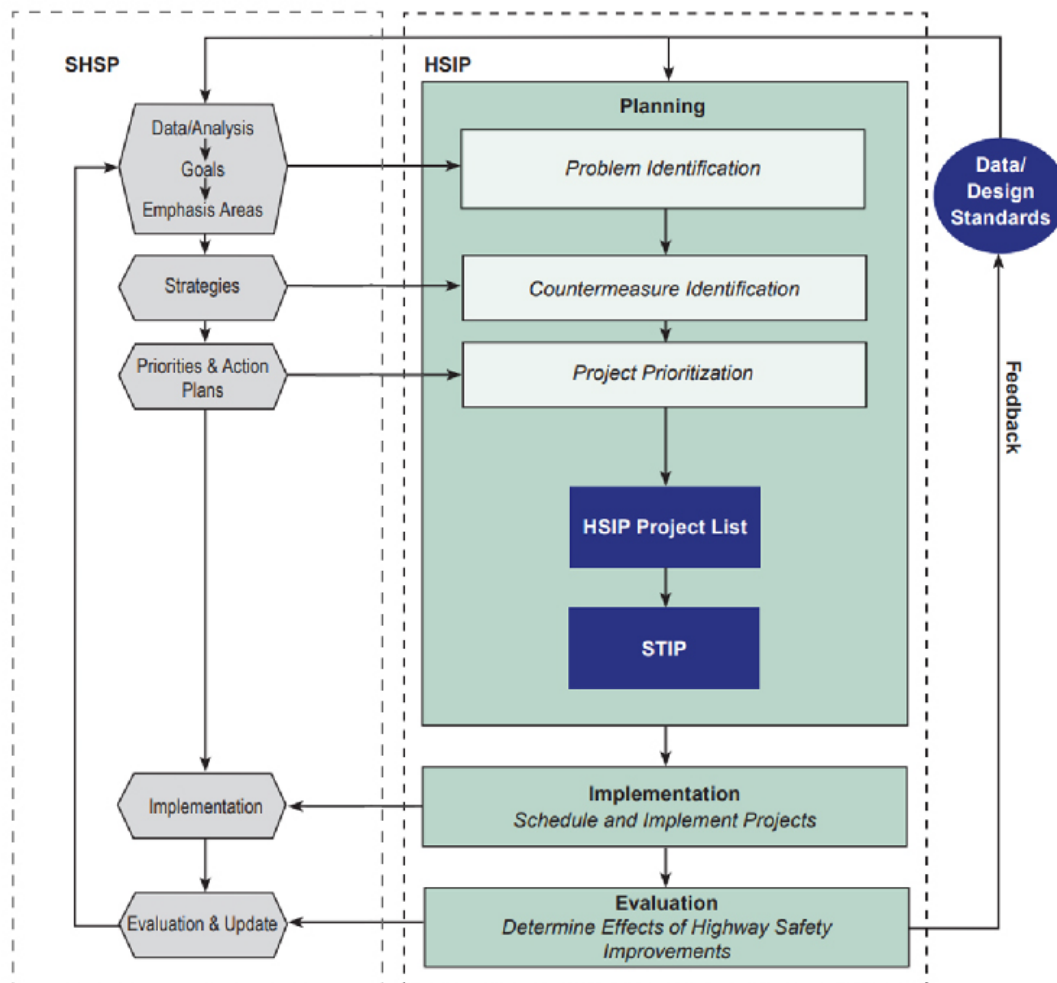 SHSP
Data/Analysis
Goals
Emphasis Areas
Strategies
Priorities & Action
Plans
Implementation
Evaluation & Update
HSIP
Planning
Problem Identification
Countermeasure Identification
Project Prioritization
HSIP Project List
STIP
Implementation
Schedule and Implement Projects
Evaluation
Determine Effects of Highway Safety
Improvements
Data/
Design
Standards
Feedback